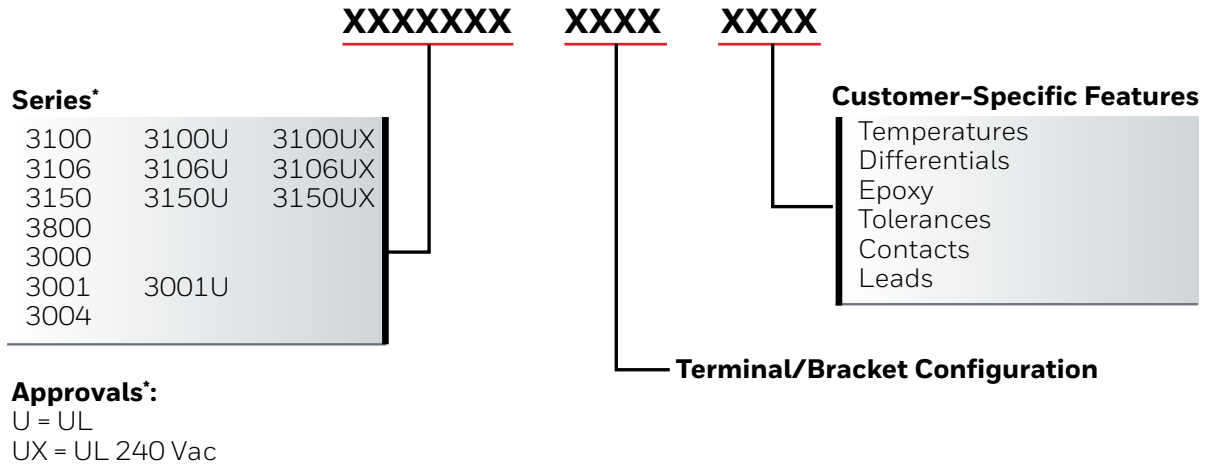 XXXXXXX XXXX XXXX
Series*
3100 3100U 3100UX
3106 3106U 3106UX
3150 3150U 3150UX
3800
3000
3001 3001U
3004
Customer-Specific Features
Temperatures
Differentials
Epoxy
Tolerances
Contacts
Leads
Terminal/Bracket Configuration
Approvals*:
U = UL
UX = UL 240 Vac